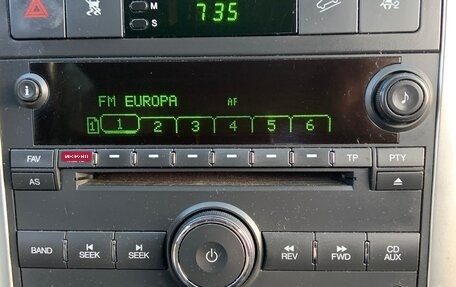 M
S
735
2
i
FM EUROPA AF
1 1 2 3 4 5 6
FAV TP PTY
AS
BAND SEEK SEEK REV FWD CD AUX